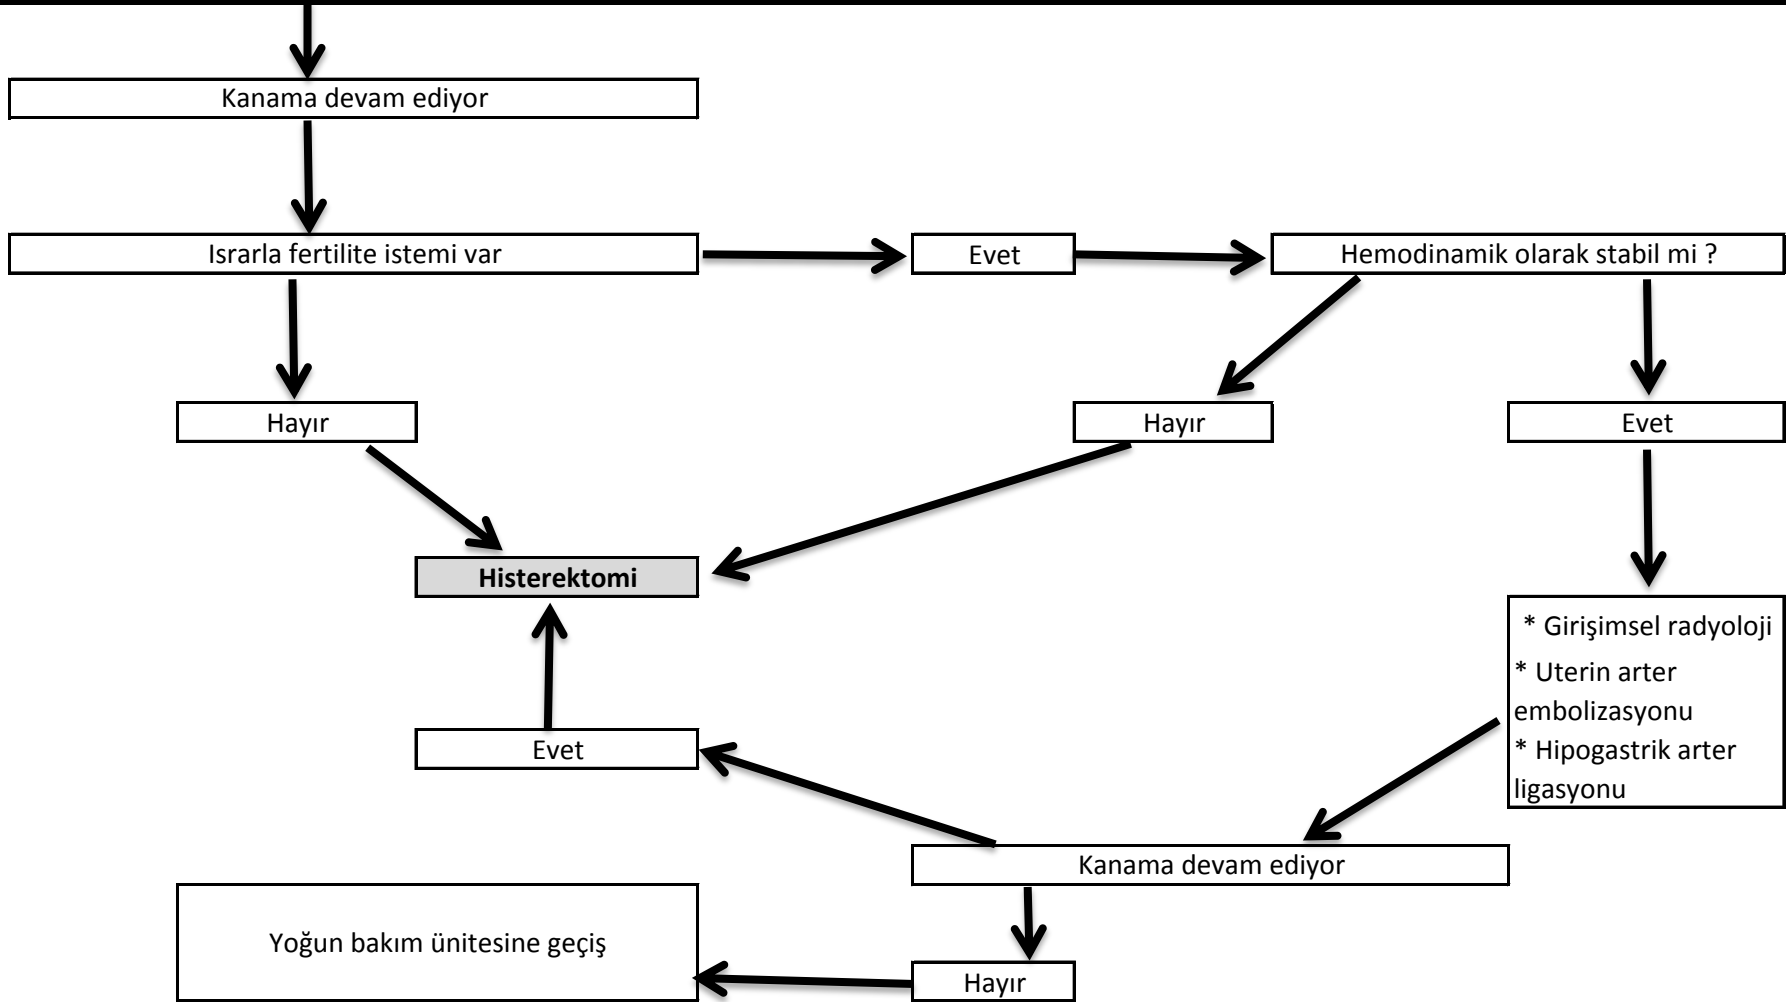 Kanama devam ediyor
Israrla fertilite istemi var
Evet
Hemodinamik olarak stabil mi ?
Hayır
Hayır
Evet
Histerektomi
* Girişimsel radyoloji
* Uterin arter
embolizasyonu
* Hipogastrik arter
ligasyonu
Evet
Kanama devam ediyor
Yoğun bakım ünitesine geçiş
Hayır